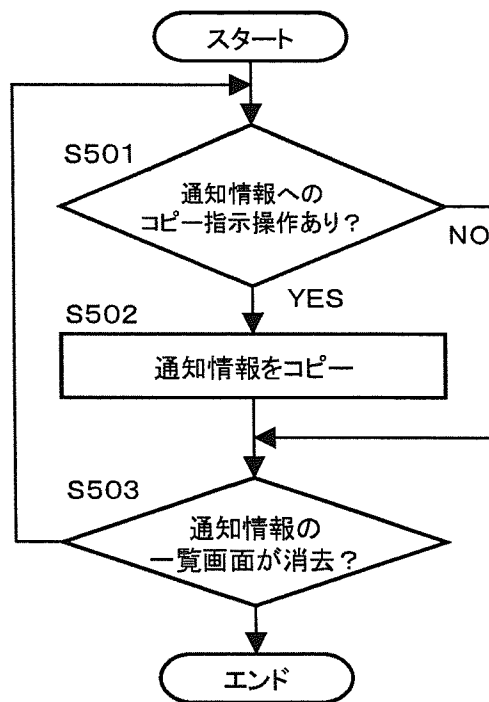 スタート
S501
通知情報への
コピー指示操作あり?
NO
YES
S502
通知情報をコピー
S503
通知情報の
一覧画面が消去?
エンド